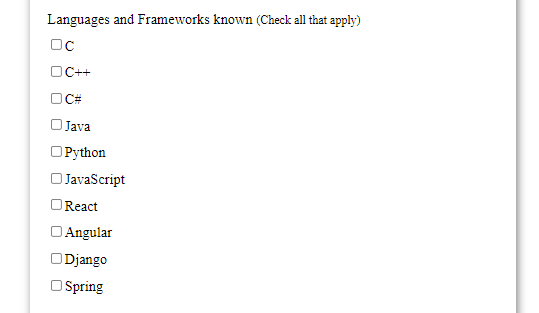 Languages and Frameworks known (Check all that apply)
C
C++
C#
Java
Python
JavaScript
React
Angular
Django
Spring